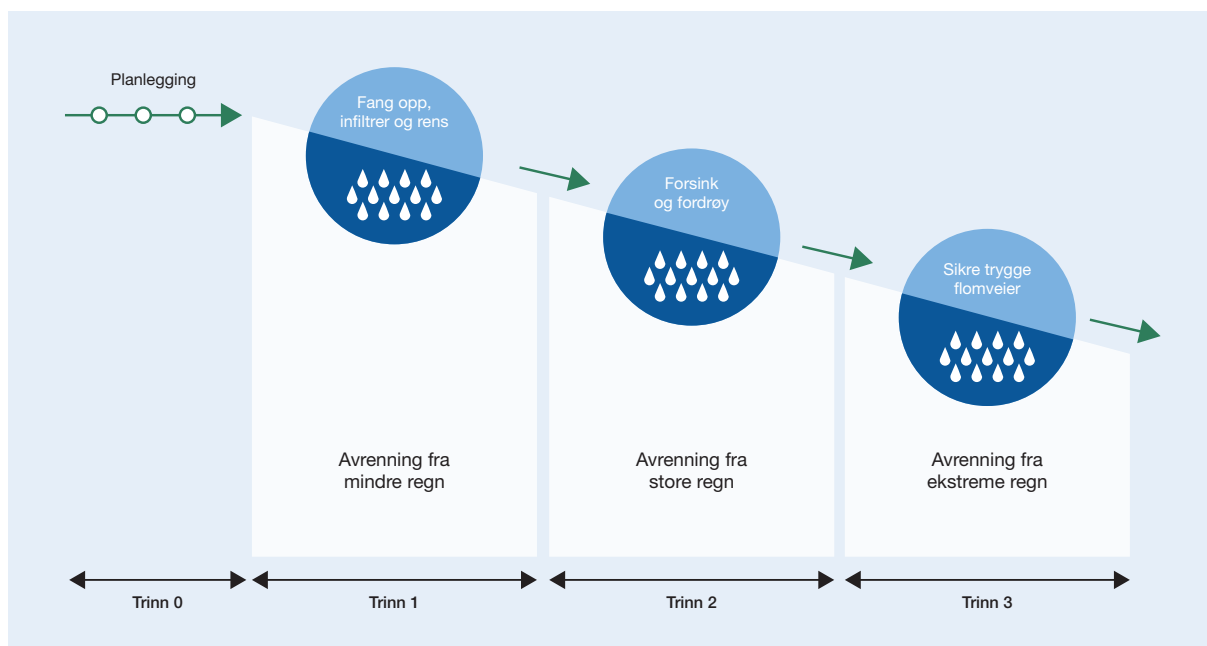 Planlegging
Fang opp,
infiltrer og rens
Forsink
og fordrøy
Sikre trygge
flomveier
Avrenning fra
mindre regn
Avrenning fra
store regn
Avrenning fra
ekstreme regn
Trinn 0
Trinn 1
Trinn 2
Trinn 3